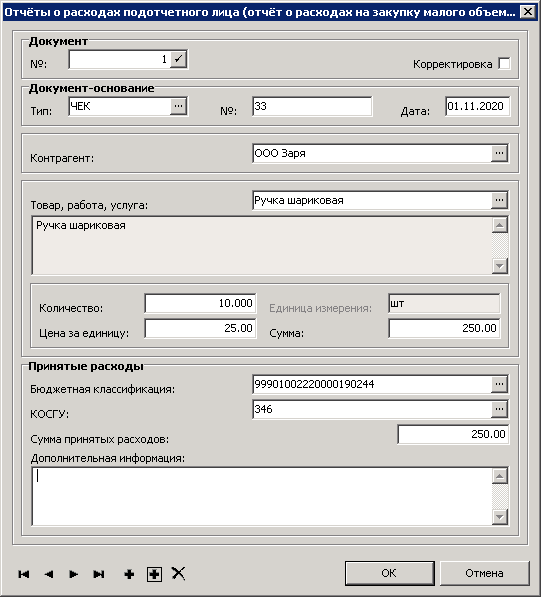 Отчёты о расходах подотчетного лица (отчёт о расходах на закупку малого объем...
Документ
№: 1 Корректировка
Документ-основание
Тип: ЧЕК ... №: 33 Дата: 01.11.2020
Контрагент: ООО Заря ...
Товар, работа, услуга: Ручка шариковая ...
Ручка шариковая
Количество: 10.000 Единица измерения: шт
Цена за единицу: 25.00 Сумма: 250.00
Принятые расходы
Бюджетная классификация: 99901002220000190244 ...
КОСГУ: 346 ...
Сумма принятых расходов: 250.00
Дополнительная информация:
ОК Отмена